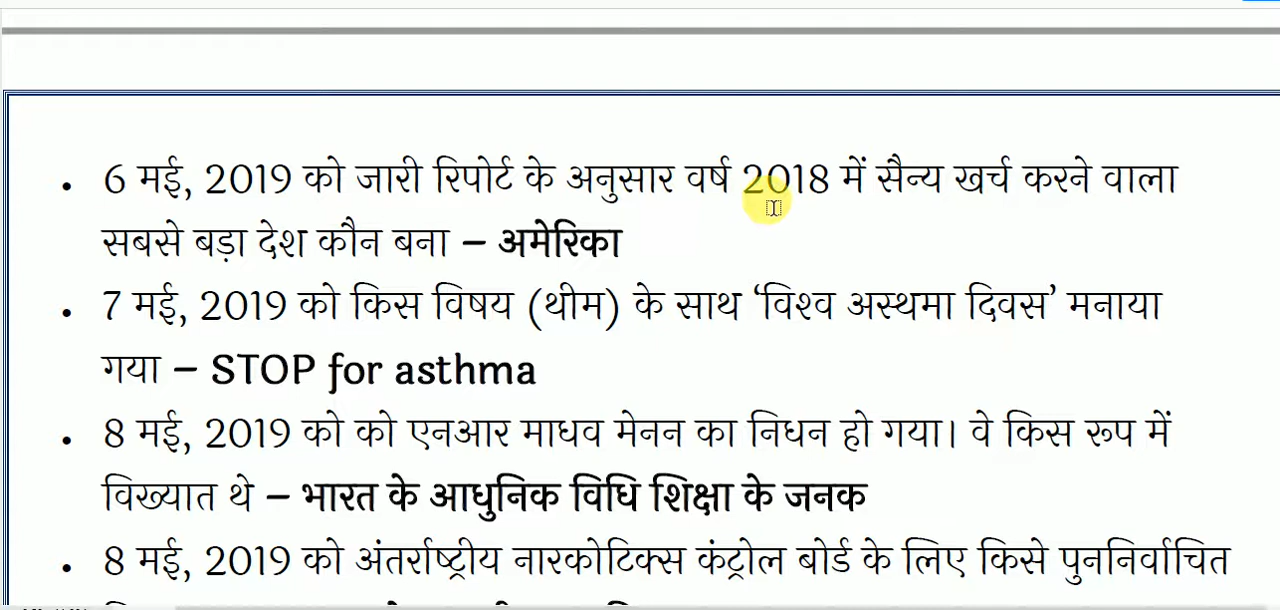 • 6 मई, 2019 को जारी रिपोर्ट के अनुसार वर्ष 2018 में सैन्य खर्च करने वाला
सबसे बड़ा देश कौन बना – अमेरिका
• 7 मई, 2019 को किस विषय (थीम) के साथ ‘विश्व अस्थमा दिवस’ मनाया
गया – STOP for asthma
• 8 मई, 2019 को को एनआर माधव मेनन का निधन हो गया। वे किस रूप में
विख्यात थे – भारत के आधुनिक विधि शिक्षा के जनक
• 8 मई, 2019 को अंतर्राष्ट्रीय नारकोटिक्स कंट्रोल बोर्ड के लिए किसे पुननिर्वाचित